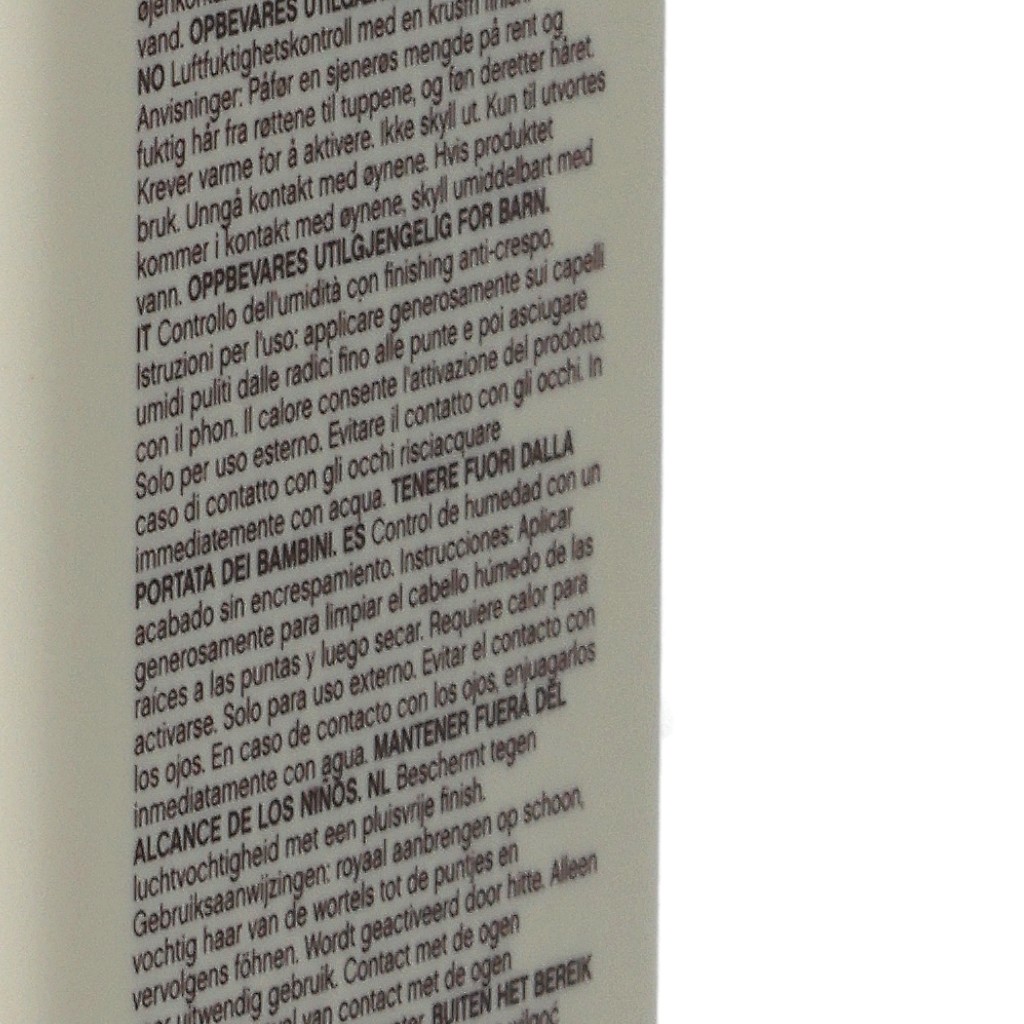 vand. OPBEVARES
NO Luftfuktighetskontroll med en krusfri
Anvisninger: Påfør en sjenerøs mengde på rent og
fuktig hår fra røttene til tuppene, og føn deretter håret.
Krever varme for å aktivere. Ikke skyll ut. Kun til utvortes
bruk. Unngå kontakt med øynene. Hvis produktet
kommer i kontakt med øynene, skyll umiddelbart med
vann. OPPBEVARES UTILGJENGELIG FOR BARN.
IT Controllo dell'umidità con finishing anti-crespo.
Istruzioni per l'uso: applicare generosamente sui capelli
umidi puliti dalle radici fino alle punte e poi asciugare
con il phon. Il calore consente l'attivazione del prodotto.
Solo per uso esterno. Evitare il contatto con gli occhi. In
caso di contatto con gli occhi risciacquare
immediatemente con acqua. TENERE FUORI DALLA
PORTATA DEI BAMBINI. ES Control de humedad con un
acabado sin encrespamiento. Instrucciones: Aplicar
generosamente para limpiar el cabello húmedo de las
raíces a las puntas y luego secar. Requiere calor para
activarse. Solo para uso externo. Evitar el contacto con
los ojos. En caso de contacto con los ojos, enjuagarlos
inmediatamente con agua. MANTENER FUERA DEL
ALCANCE DE LOS NIÑOS. NL Beschermt tegen
luchtvochtigheid met een pluisvrije finish.
Gebruiksaanwijzingen: royaal aanbrengen op schoon,
vochtig haar van de wortels tot de puntjes en
vervolgens föhnen. Wordt geactiveerd door hitte. Alleen
uitwendig gebruik. Contact met de ogen
van contact met de ogen
BUITEN HET BEREIK